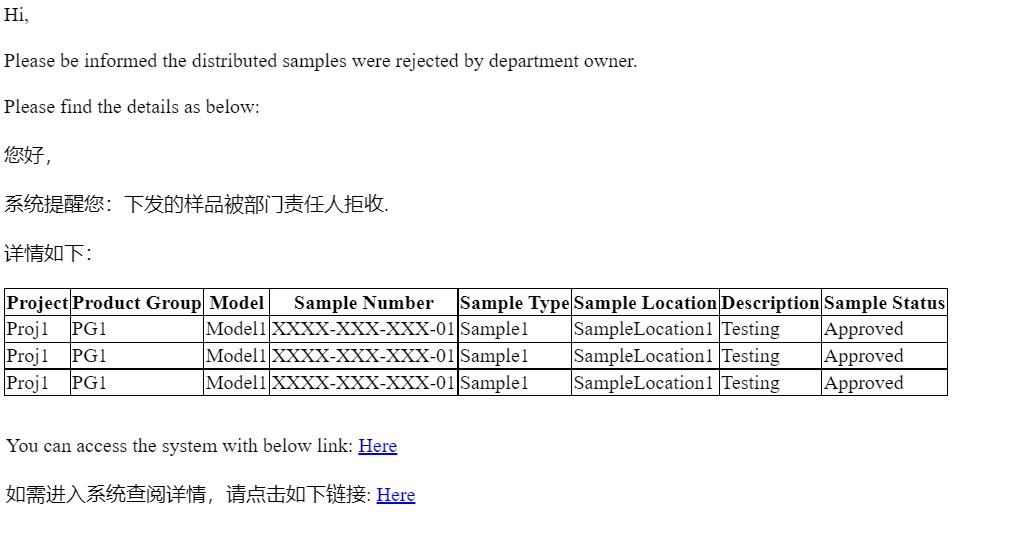 Hi,
Please be informed the distributed samples were rejected by department owner.
Please find the details as below:
您好，
系统提醒您：下发的样品被部门责任人拒收.
详情如下：
Project Product Group Model Sample Number Sample Type Sample Location Description Sample Status
Proj1 PG1 Model1 XXXX-XXX-XXX-01 Sample1 SampleLocation1 Testing Approved
Proj1 PG1 Model1 XXXX-XXX-XXX-01 Sample1 SampleLocation1 Testing Approved
Proj1 PG1 Model1 XXXX-XXX-XXX-01 Sample1 SampleLocation1 Testing Approved
You can access the system with below link: Here
如需进入系统查阅详情，请点击如下链接: Here